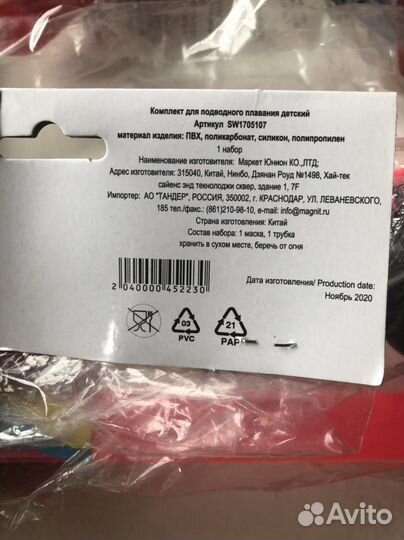 Комплект для подводного плавания детский
Артикул SW1705107
материал изделия: ПВХ, поликарбонат, силикон, полипропилен
1 набор
Наименование изготовителя: Маркет Юнион КО.,ЛТД;
Адрес изготовителя: 315040, Китай, Нинбо, Дзянан Роуд №1498, Хай-тек
сайенс энд текнолоджи сквер, здание 1, 7F
Импортер: АО "ТАНДЕР", РОССИЯ, 350002, г. КРАСНОДАР, УЛ. ЛЕВАНЕВСКОГО,
185 тел./факс.: (861)210-98-10, e-mail: info@magnit.ru
Страна изготовления: Китай
Состав набора: 1 маска, 1 трубка
хранить в сухом месте, беречь от огня
2 040000 452230
Дата изготовления/ Production date:
Ноябрь 2020
03
PVC
21
PAP
Avito